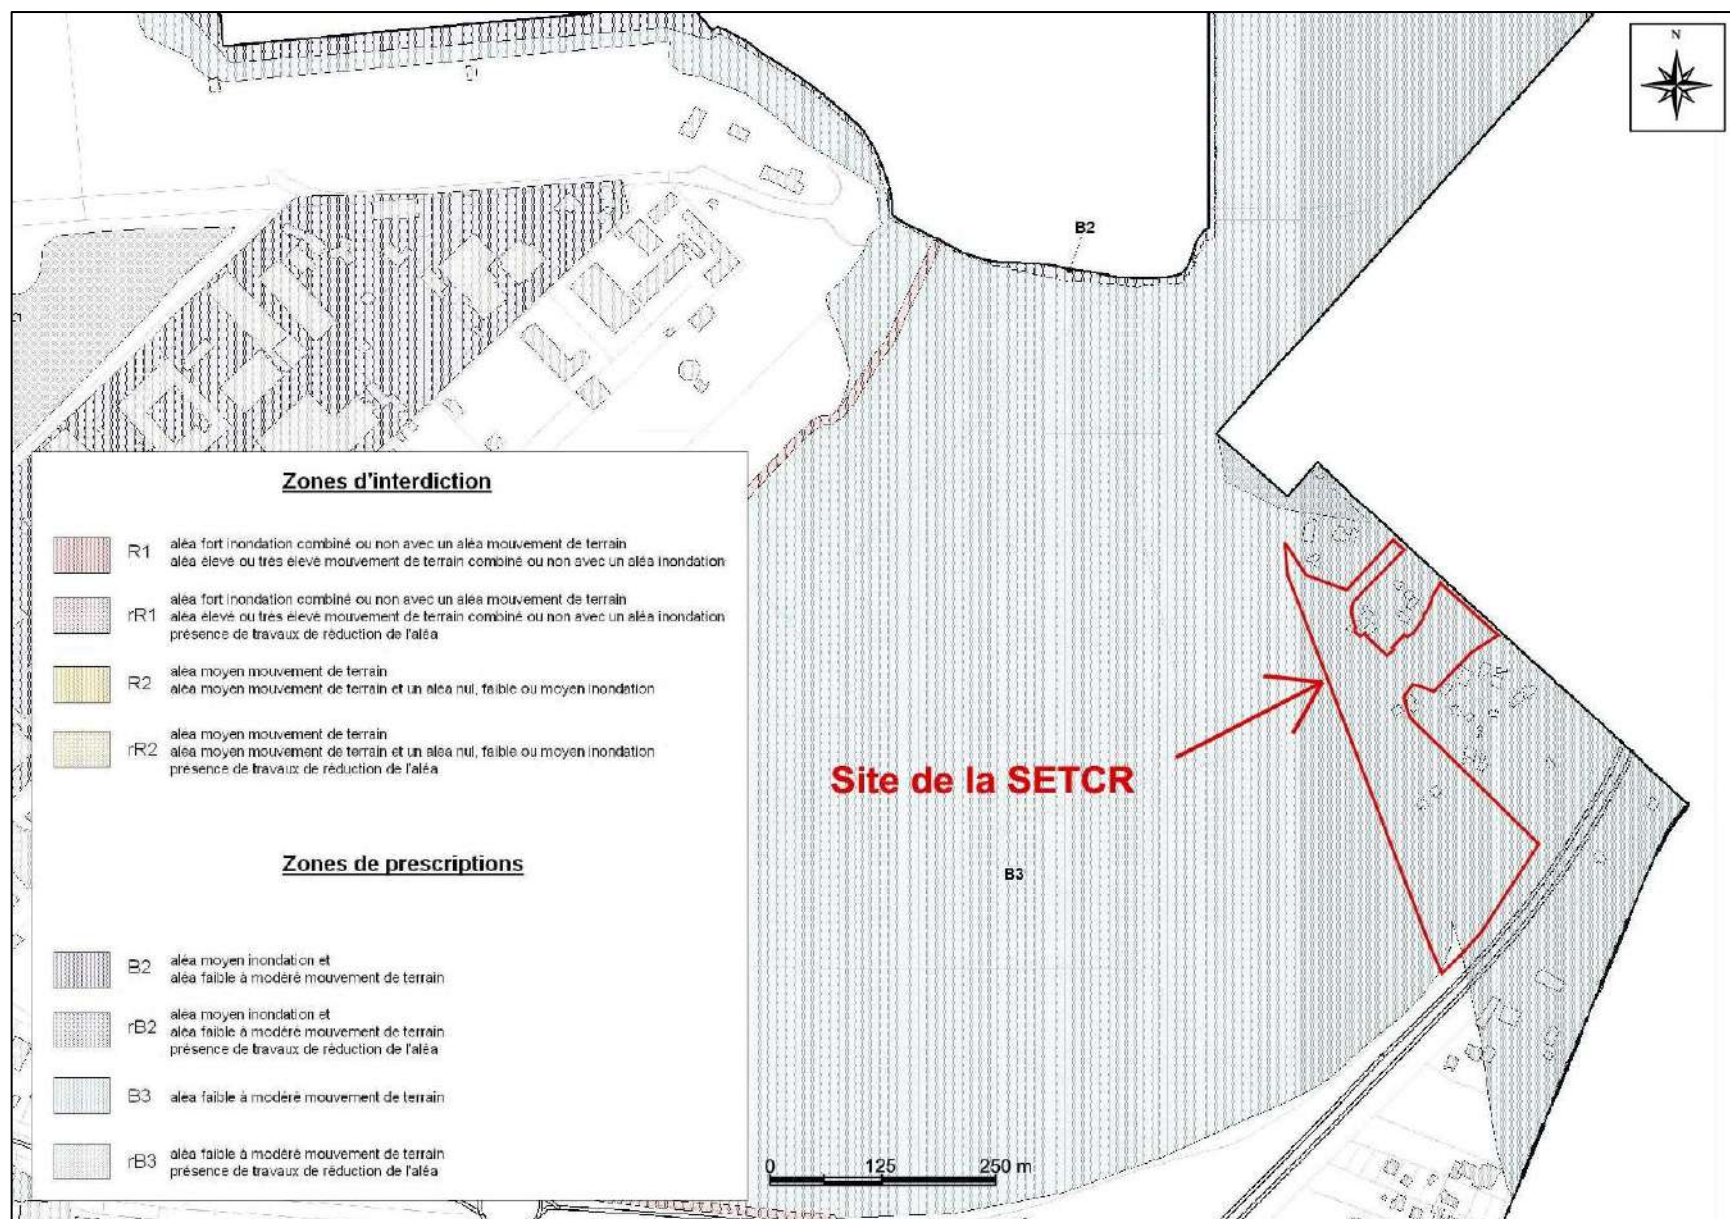 N
B2
Zones d'interdiction
R1 aléa fort inondation combiné ou non avec un aléa mouvement de terrain
aléa élevé ou très élevé mouvement de terrain combiné ou non avec un aléa inondation
rR1 aléa fort inondation combiné ou non avec un aléa mouvement de terrain
aléa élevé ou très élevé mouvement de terrain combiné ou non avec un aléa inondation
présence de travaux de réduction de l'aléa
R2 aléa moyen mouvement de terrain
aléa moyen mouvement de terrain et un aléa nul, faible ou moyen inondation
rR2 aléa moyen mouvement de terrain
aléa moyen mouvement de terrain et un aléa nul, faible ou moyen inondation
présence de travaux de réduction de l'aléa
Site de la SETCR
Zones de prescriptions
B3
B2 aléa moyen inondation et
aléa faible à modéré mouvement de terrain
rB2 aléa moyen inondation et
aléa faible à modéré mouvement de terrain
présence de travaux de réduction de l'aléa
B3 aléa faible à modéré mouvement de terrain
rB3 aléa faible à modéré mouvement de terrain
présence de travaux de réduction de l'aléa
0 125 250 m